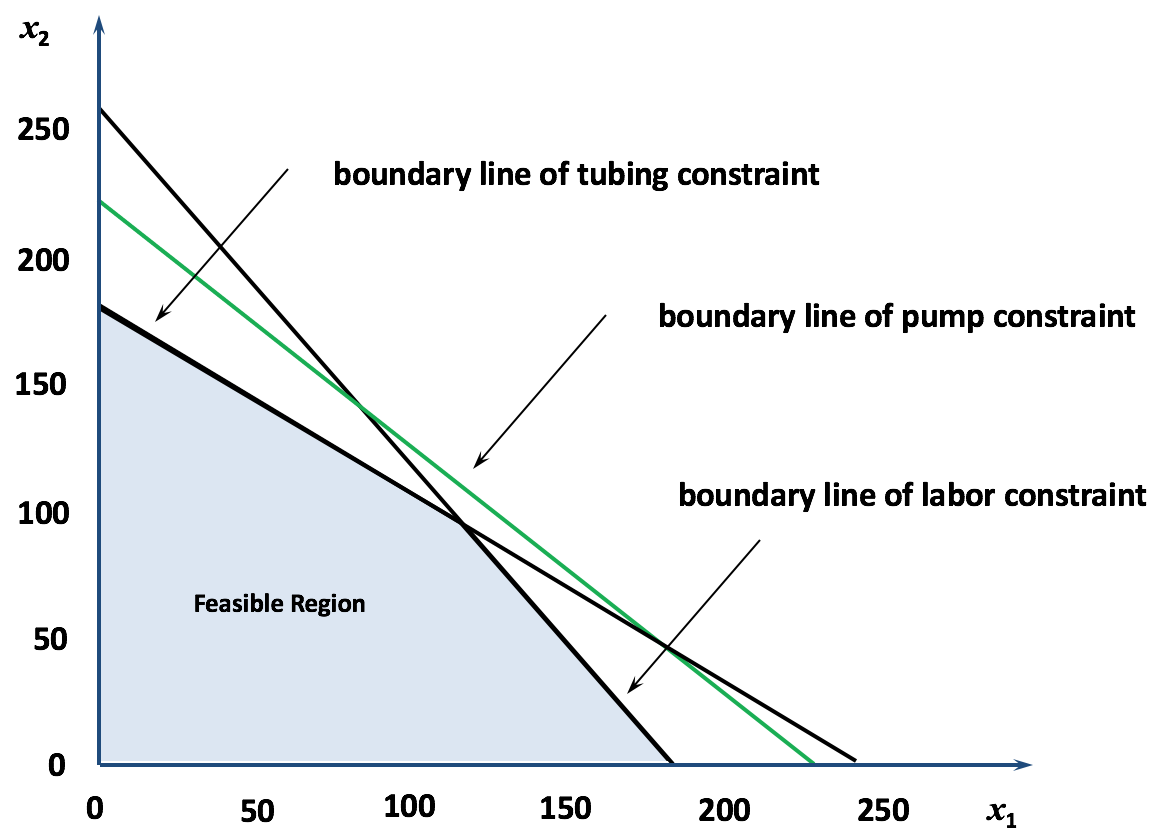 x₂
250
boundary line of tubing constraint
200
boundary line of pump constraint
150
boundary line of labor constraint
100
Feasible Region
50
0
0 50 100 150 200 250 x₁